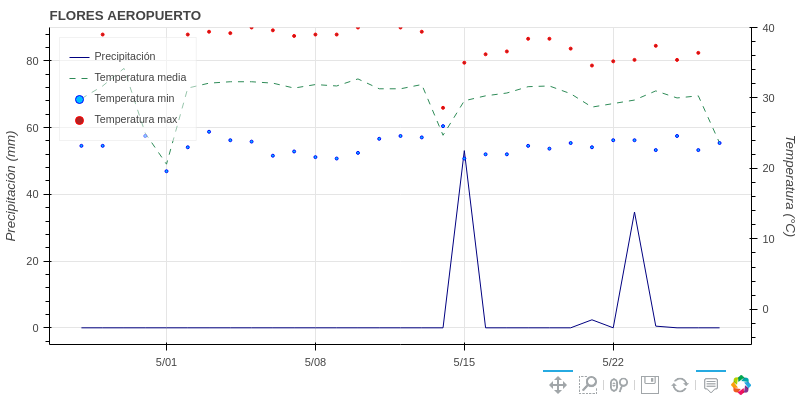 FLORES AEROPUERTO
Precipitación
Temperatura media
Temperatura min
Temperatura max
Precipitación (mm)
80
60
40
20
0
Temperatura (°C)
40
30
20
10
0
5/01
5/08
5/15
5/22